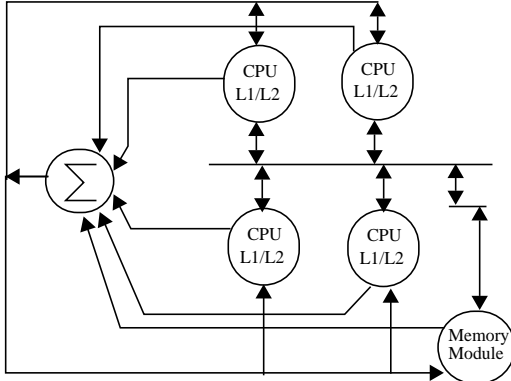 CPU
L1/L2
CPU
L1/L2
Σ
CPU
L1/L2
CPU
L1/L2
Memory
Module